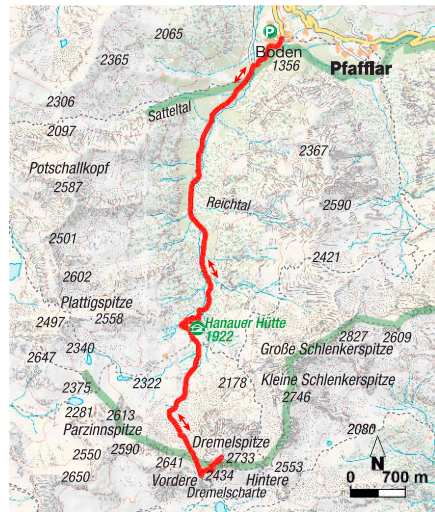 P
2065
Boden
1356
2365
Pfafflar
2306
Satteltal
2097
2367
Potschallkopf
2587
Reichtal
2590
2501
2421
2602
Plattigspitze
2497 2558
Hanauer Hütte
1922
2827 2609
2647 2340
Große Schlenkerspitze
2375
2322
2178
Kleine Schlenkerspitze
2746
2281 2613
Parzinnspitze
2080
2550 2590
Dremelspitze
2733
2641
2434
2553
2650
Vordere
Hintere
Dremelscharte
N
0 700 m